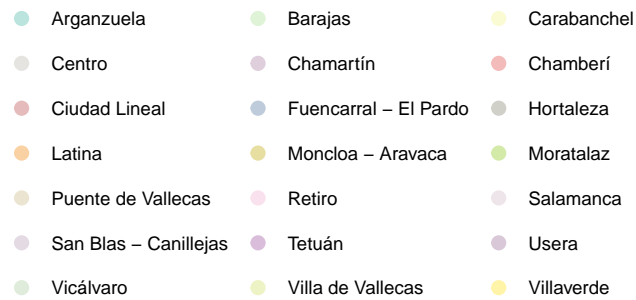 Arganzuela Barajas Carabanchel
Centro Chamartín Chamberí
Ciudad Lineal Fuencarral − El Pardo Hortaleza
Latina Moncloa − Aravaca Moratalaz
Puente de Vallecas Retiro Salamanca
San Blas − Canillejas Tetuán Usera
Vicálvaro Villa de Vallecas Villaverde